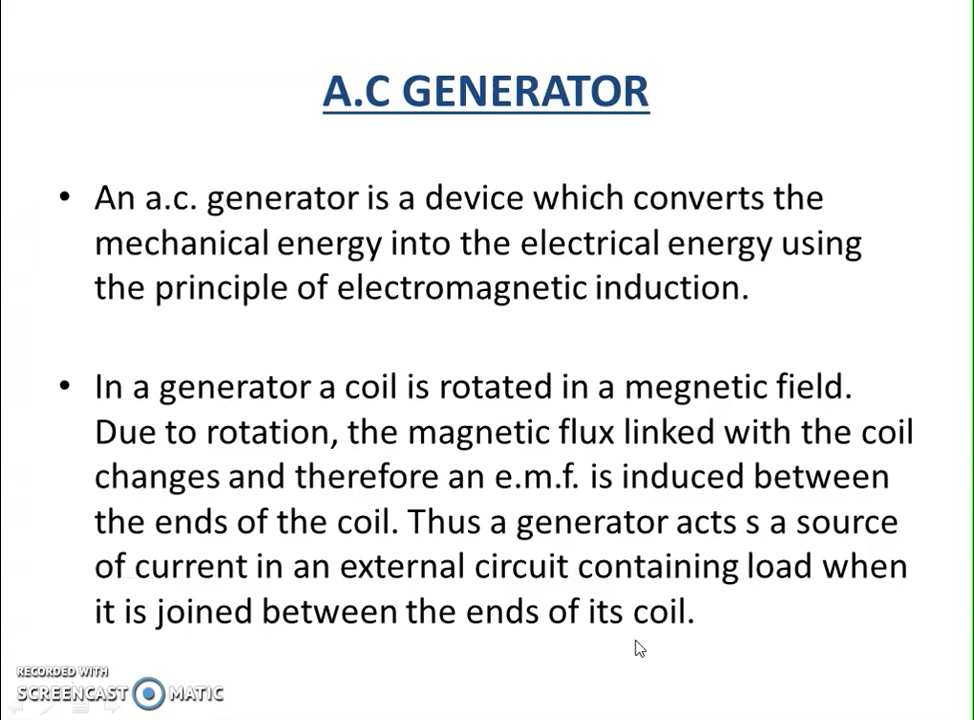 A.C GENERATOR
• An a.c. generator is a device which converts the
mechanical energy into the electrical energy using
the principle of electromagnetic induction.
• In a generator a coil is rotated in a megnetic field.
Due to rotation, the magnetic flux linked with the coil
changes and therefore an e.m.f. is induced between
the ends of the coil. Thus a generator acts s a source
of current in an external circuit containing load when
it is joined between the ends of its coil.
RECORDED WITH
SCREENCAST MATIC